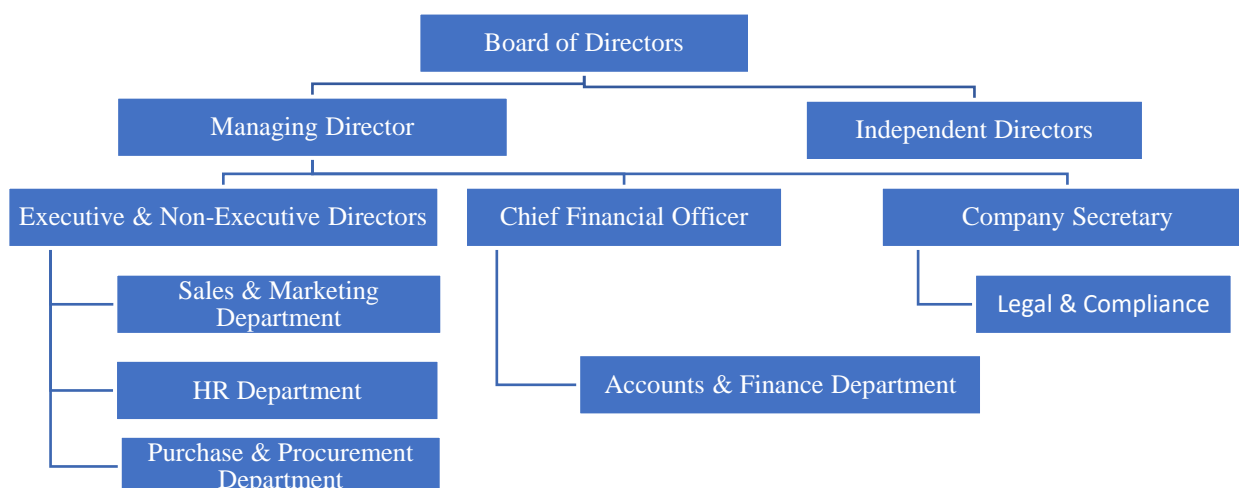 Board of Directors
Managing Director
Independent Directors
Executive & Non-Executive Directors
Chief Financial Officer
Company Secretary
Sales & Marketing
Department
Legal & Compliance
HR Department
Accounts & Finance Department
Purchase & Procurement
Department